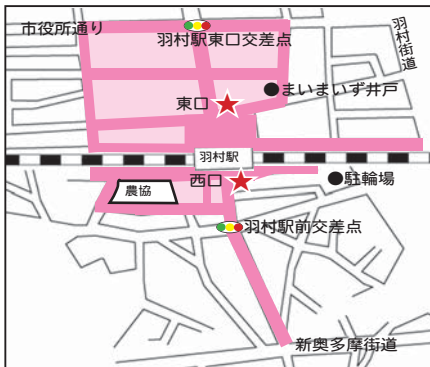 市役所通り
羽村駅東口交差点
羽村街道
まいまいず井戸
東口
羽村駅
西口
駐輪場
農協
羽村駅前交差点
新奥多摩街道